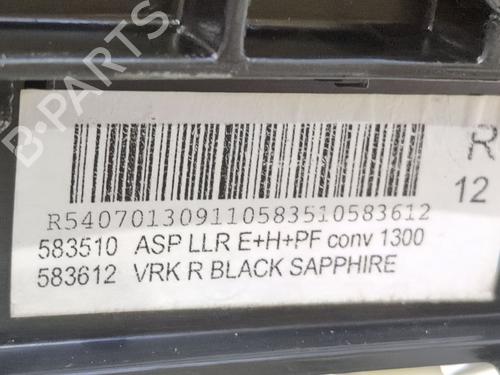 B-PARTS
R
12
R540701309110583510583612
583510 ASP LLR E+H+PF conv 1300
583612 VRK R BLACK SAPPHIRE